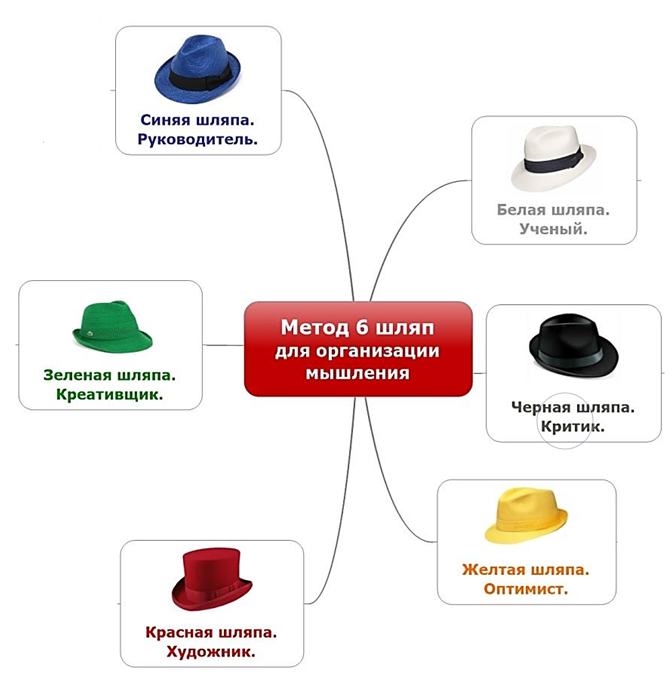 Синяя шляпа.
Руководитель.
Белая шляпа.
Ученый.
Метод 6 шляп
для организации
мышления
Зеленая шляпа.
Креативщик.
Черная шляпа.
Критик.
Желтая шляпа.
Оптимист.
Красная шляпа.
Художник.